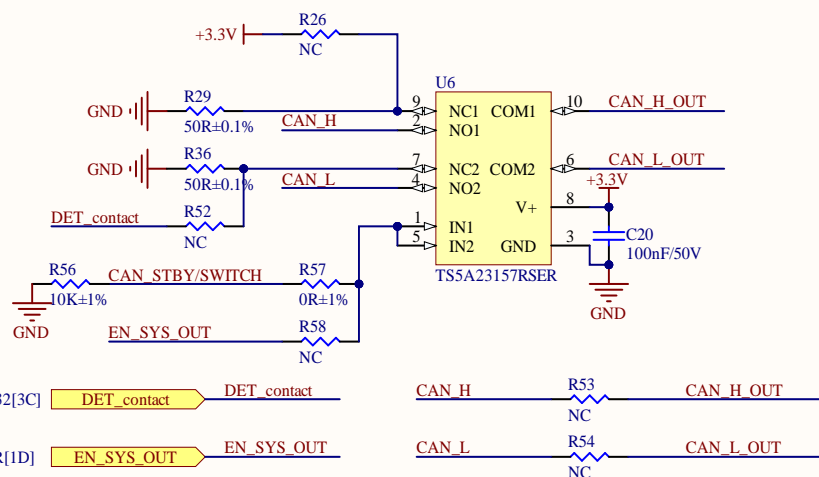 R26
+3.3V
NC
U6
R29
9 NC1 COM1 10 CAN_H_OUT
GND
50R±0.1% CAN_H 2 NO1
R36
7 NC2 COM2 6 CAN_L_OUT
GND
50R±0.1% CAN_L 4 NO2
+3.3V
R52
DET_contact
V+ 8
NC
1 IN1
C20
5 IN2 GND 3
100nF/50V
R56 CAN_STBY/SWITCH R57
TS5A23157RSER
10K±1% 0R±1%
GND
GND
R58
EN_SYS_OUT
NC
32[3C] DET_contact DET_contact
CAN_H R53 CAN_H_OUT
NC
R[1D] EN_SYS_OUT EN_SYS_OUT
CAN_L R54 CAN_L_OUT
NC